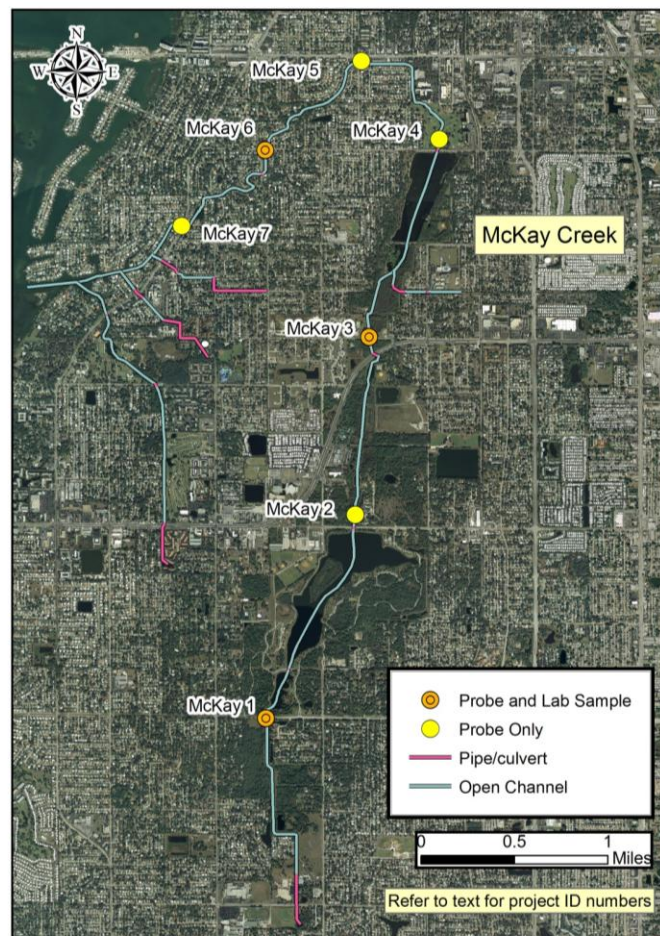 N
W
E
S
McKay 5
McKay 6
McKay 4
McKay 7
McKay Creek
McKay 3
McKay 2
McKay 1
Probe and Lab Sample
Probe Only
Pipe/culvert
Open Channel
0 0.5 1
Miles
Refer to text for project ID numbers